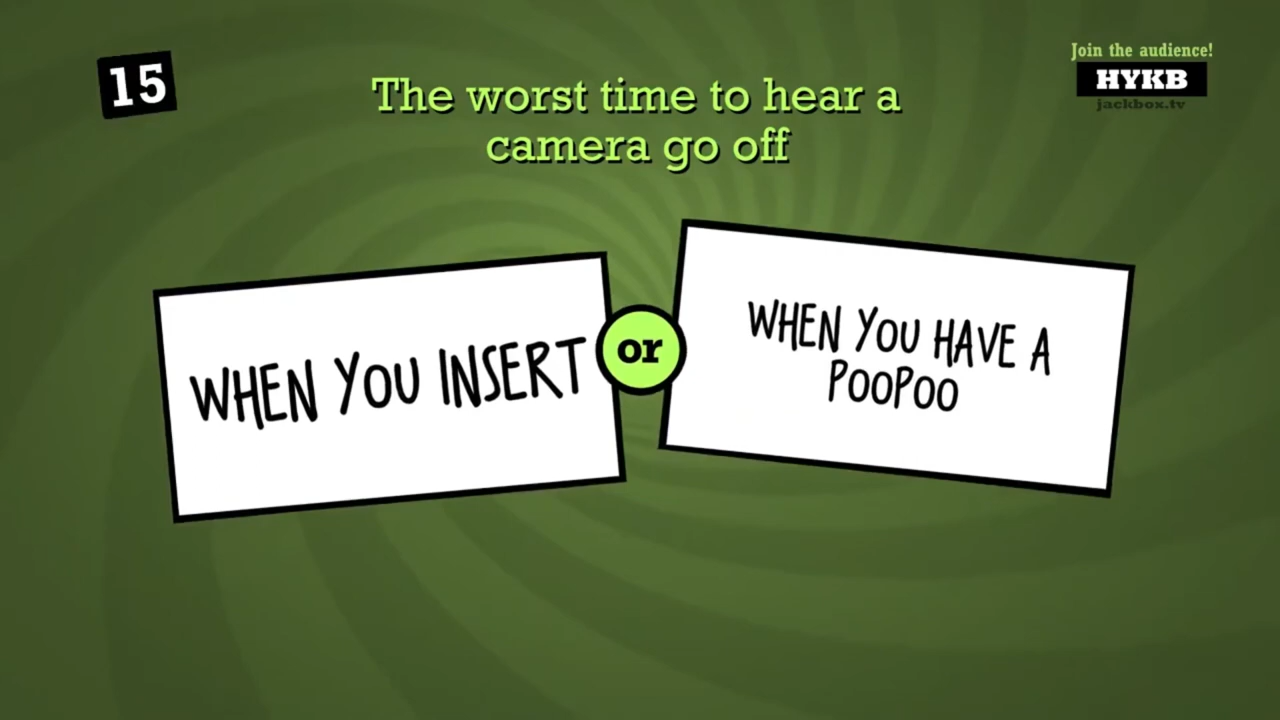 15
The worst time to hear a
camera go off
Join the audience!
HYKB
jackbox.tv
WHEN YOU INSERT
or
WHEN YOU HAVE A
POOPOO